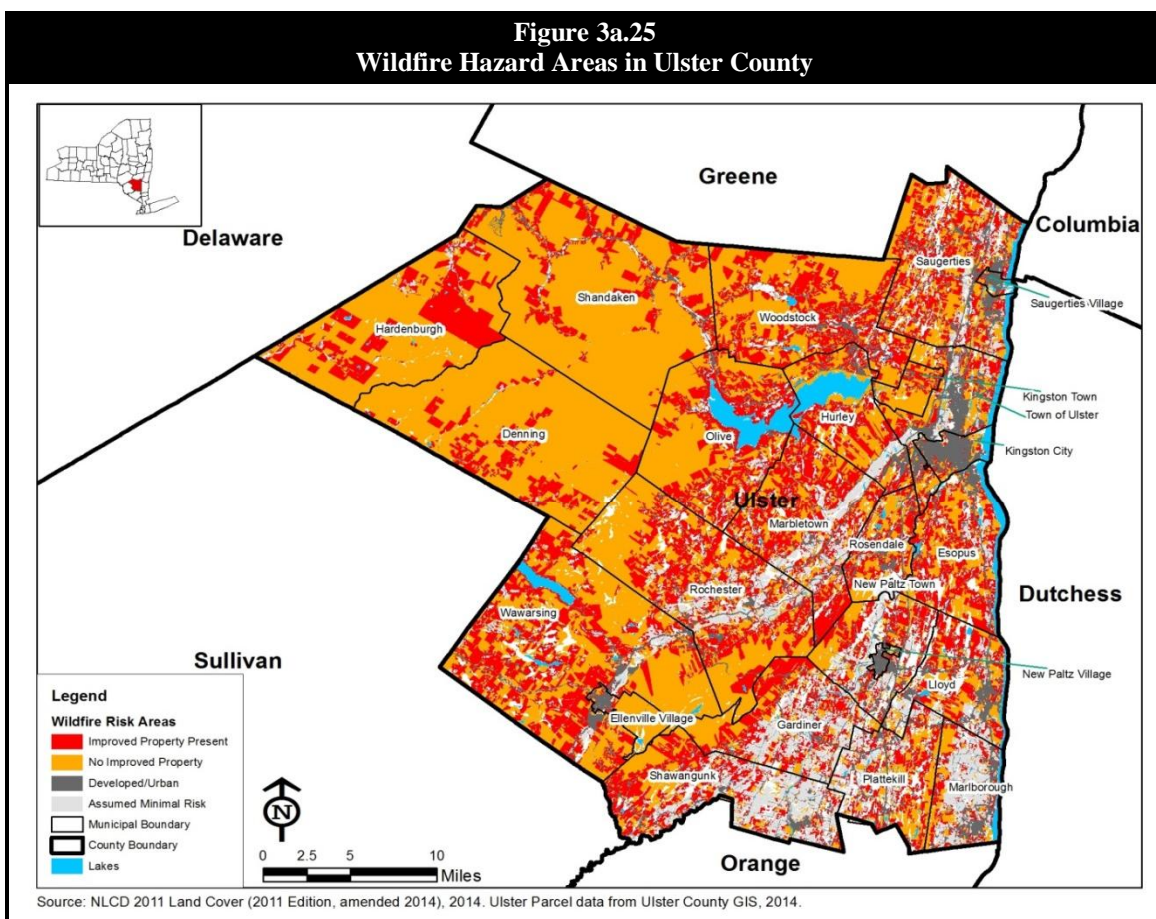 Figure 3a.25
Wildfire Hazard Areas in Ulster County
Greene
Columbia
Delaware
Saugerties
Shandaken
Saugerties Village
Woodstock
Hardenburgh
Kingston Town
Town of Ulster
Hurley
Denning
Olive
Kingston City
Ulster
Marbletown
Rosendale
Esopus
New Paltz Town
Rochester
Dutchess
Wawarsing
Sullivan
New Paltz Village
Lloyd
Ellenville Village
Gardiner
Shawangunk
Plattekill
Marlborough
Orange
Legend
Wildfire Risk Areas
Improved Property Present
No Improved Property
Developed/Urban
Assumed Minimal Risk
Municipal Boundary
County Boundary
Lakes
N
0 2.5 5 10
Miles
Source: NLCD 2011 Land Cover (2011 Edition, amended 2014), 2014. Ulster Parcel data from Ulster County GIS, 2014.